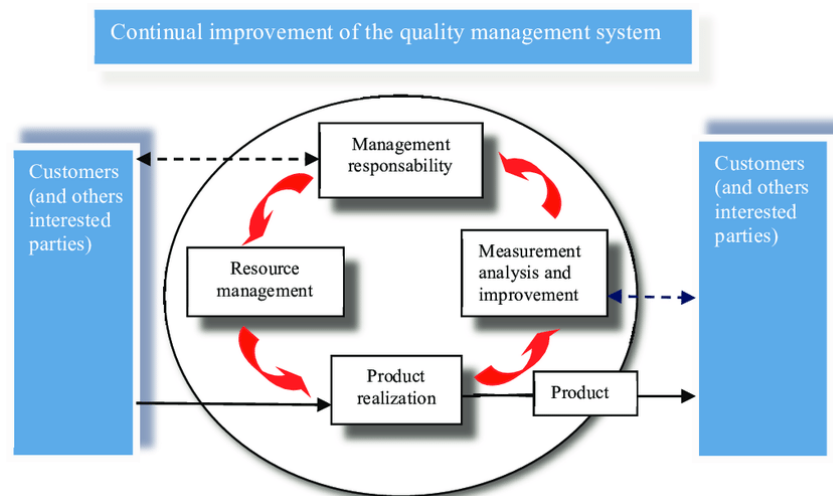 Continual improvement of the quality management system
Customers
(and others
interested
parties)
Management
responsability
Customers
(and others
interested
parties)
Resource
management
Measurement
analysis and
improvement
Product
realization
Product